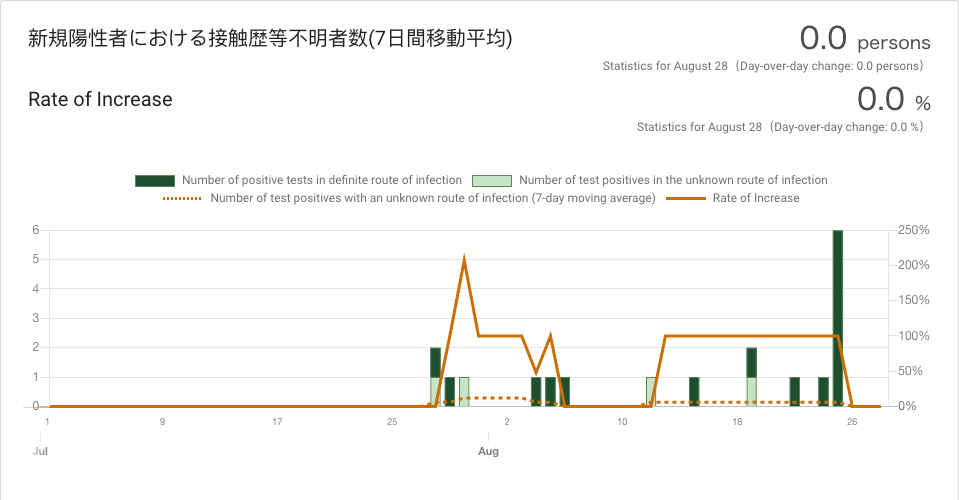 新規陽性者における接触歴等不明者数(7日間移動平均)
0.0 persons
Statistics for August 28（Day-over-day change: 0.0 persons）
Rate of Increase
0.0 %
Statistics for August 28（Day-over-day change: 0.0 %）
Number of positive tests in definite route of infection Number of test positives in the unknown route of infection
Number of test positives with an unknown route of infection (7-day moving average) Rate of Increase
6 250%
5 200%
4 150%
3 100%
2 50%
1 0%
0
1 9 17 25 2 10 18 26
Jul Aug